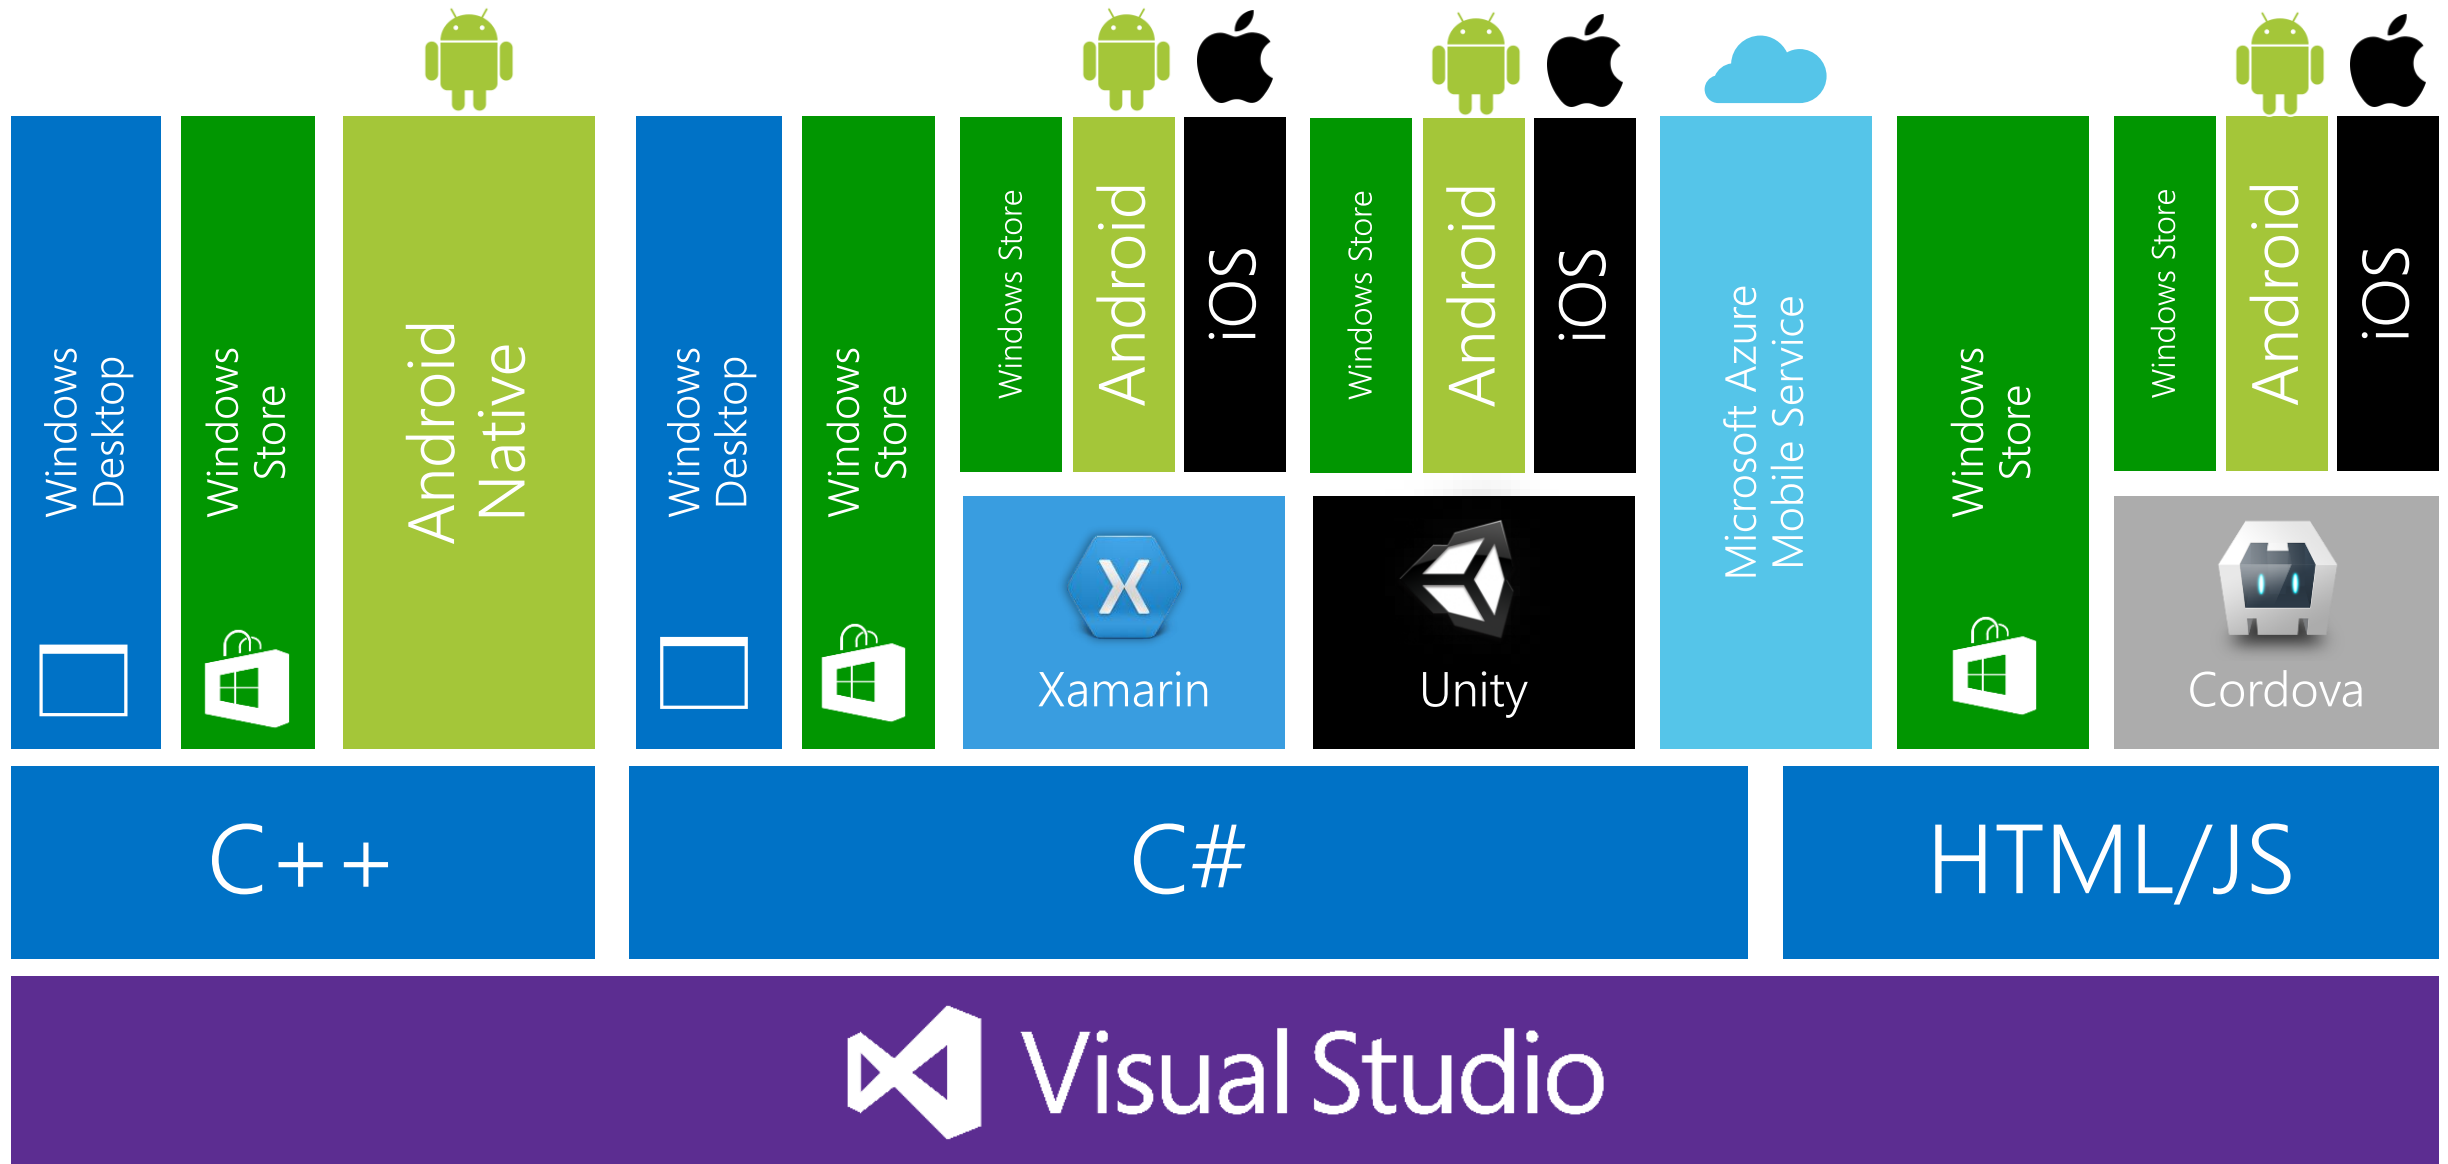 Windows
Desktop
Windows
Store
Android
Native
Windows
Desktop
Windows
Store
Windows Store
Android
iOS
Xamarin
Windows Store
Android
iOS
Unity
Microsoft Azure
Mobile Service
Windows
Store
Windows Store
Android
iOS
Cordova
C++
C#
HTML/JS
Visual Studio